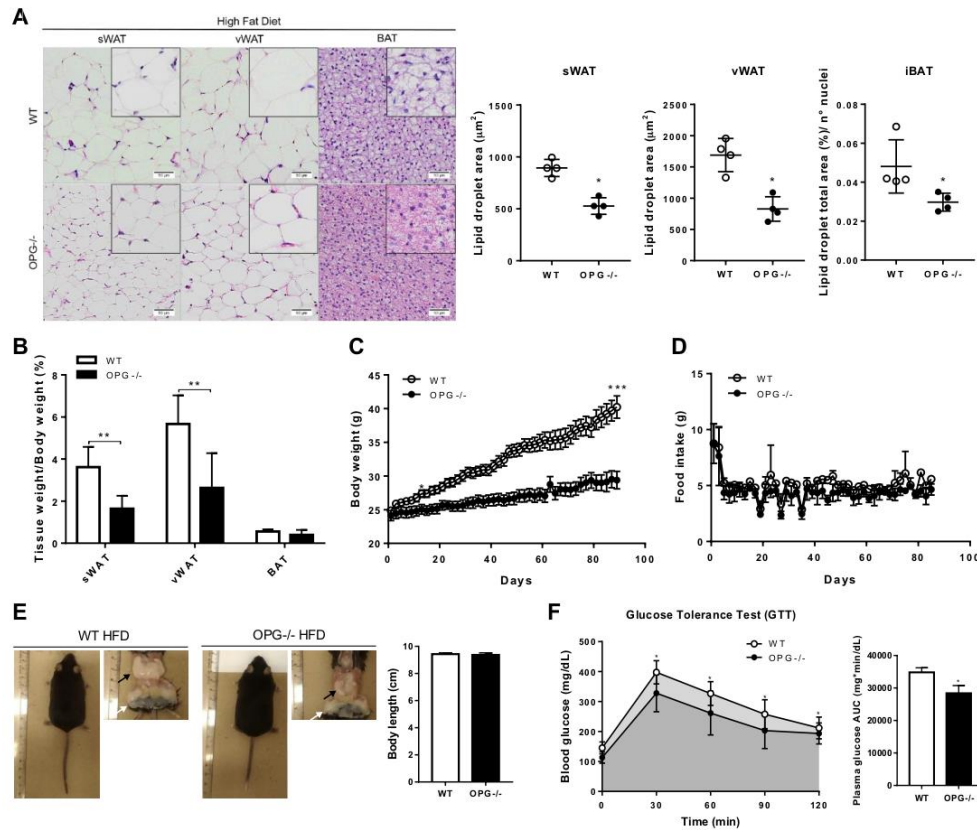 A
High Fat Diet
sWAT vWAT BAT
WT
OPG-/-
sWAT
Lipid droplet area (μm²)
1500
1000
500
0
WT OPG-/-
*
vWAT
Lipid droplet area (μm²)
2500
2000
1500
1000
500
0
WT OPG-/-
*
iBAT
Lipid droplet total area (%)/ n° nuclei
0.08
0.06
0.04
0.02
0.00
WT OPG-/-
*
B
WT
OPG-/-
Tissue weight/Body weight (%)
8
6
4
2
0
**
**
sWAT vWAT BAT
C
WT
OPG-/-
Body weight (g)
45
40
35
30
25
20
*
***
0 20 40 60 80 100
Days
D
WT
OPG-/-
Food intake (g)
15
10
5
0
0 20 40 60 80 100
Days
E
WT HFD OPG-/- HFD
Body length (cm)
10
8
6
4
2
0
WT OPG-/-
F
Glucose Tolerance Test (GTT)
WT
OPG-/-
Blood glucose (mg/dL)
500
400
300
200
100
0
* * * *
0 30 60 90 120
Time (min)
Plasma glucose AUC (mg*min/dL)
40000
30000
20000
10000
0
*
WT OPG-/-